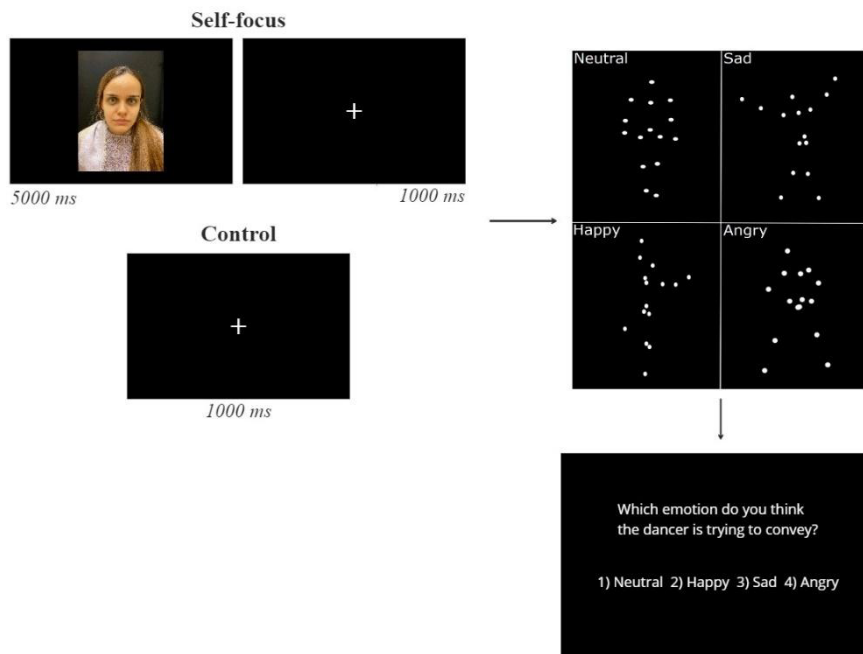 Self-focus
5000 ms
1000 ms
Control
1000 ms
Neutral
Sad
Happy
Angry
Which emotion do you think
the dancer is trying to convey?
1) Neutral 2) Happy 3) Sad 4) Angry